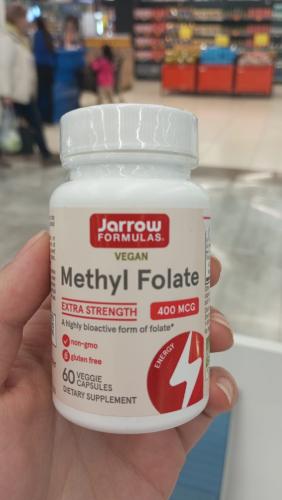 Jarrow
FORMULAS
VEGAN
Methyl Folate
EXTRA STRENGTH 400 MCG
A highly bioactive form of folate*
non-gmo
gluten free
ENERGY
60 VEGGIE
CAPSULES
DIETARY SUPPLEMENT